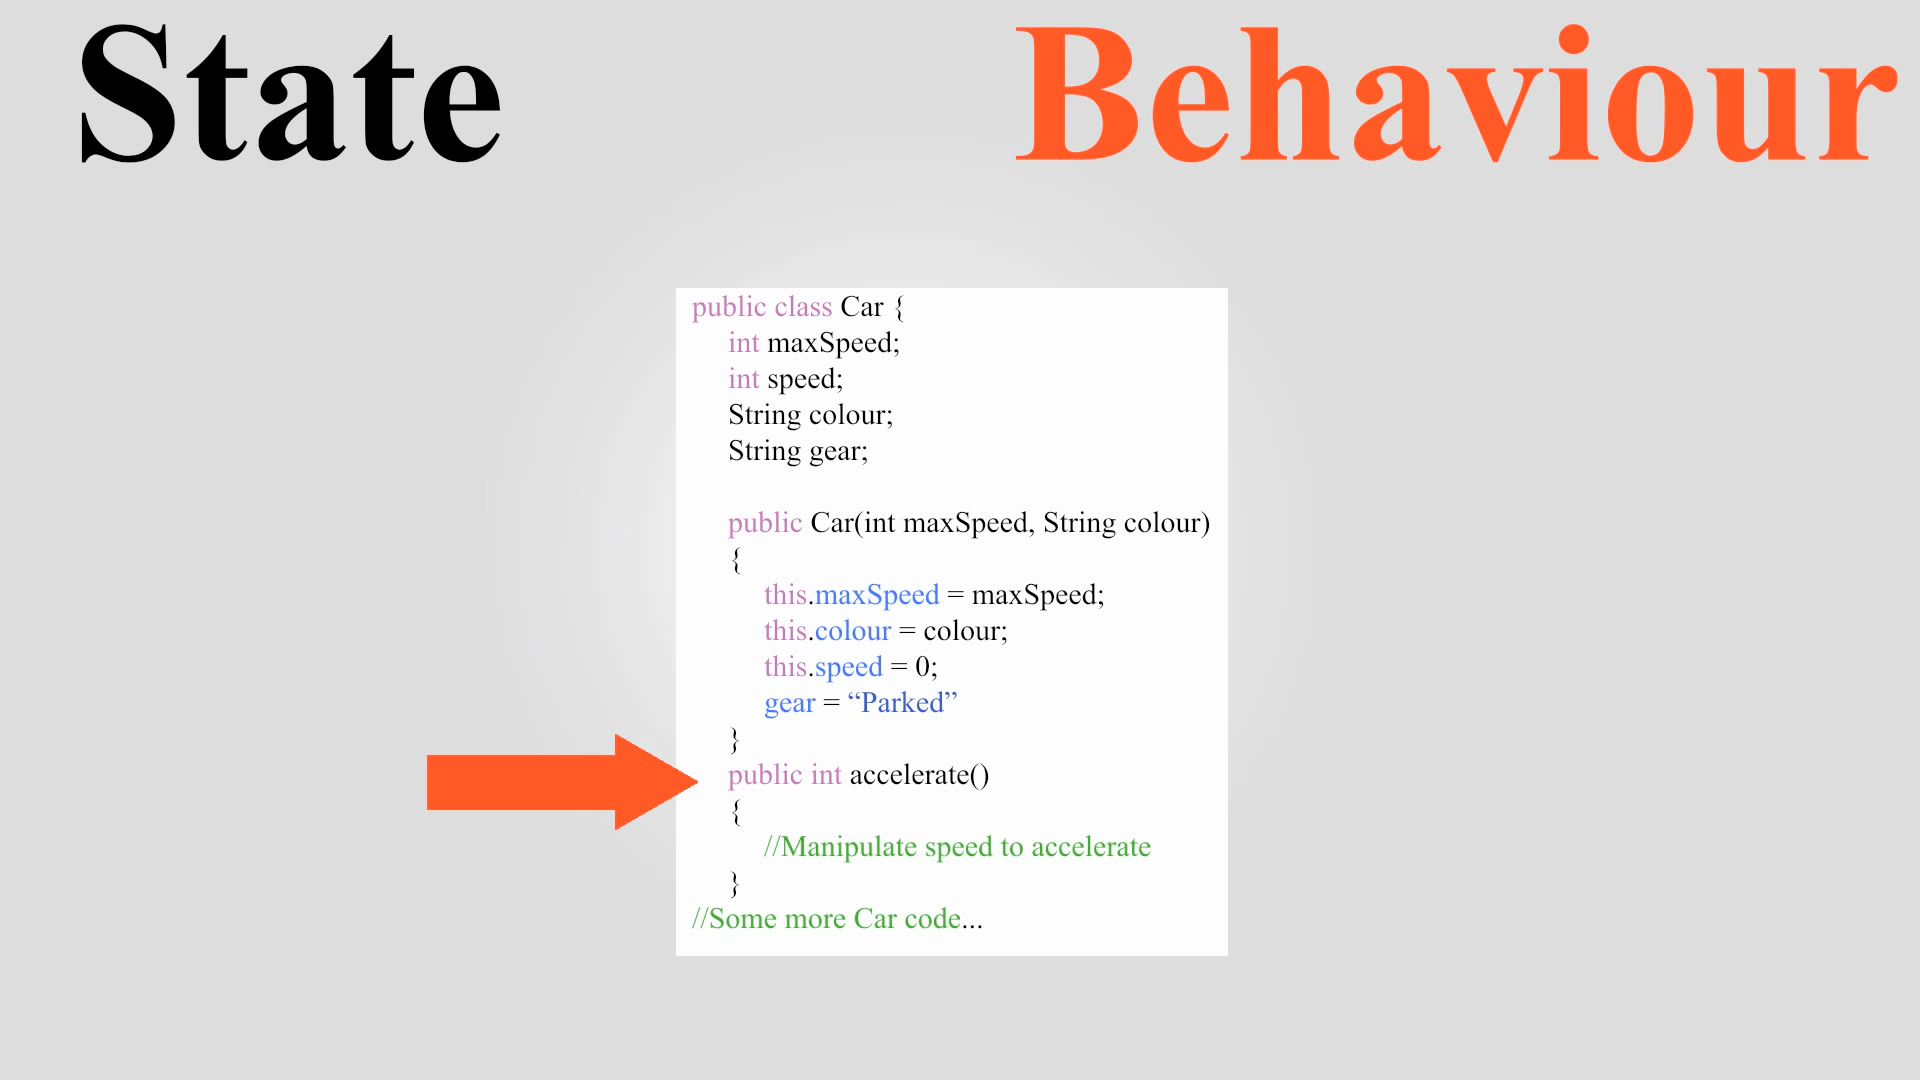 State
Behaviour
public class Car {
int maxSpeed;
int speed;
String colour;
String gear;
public Car(int maxSpeed, String colour)
{
this.maxSpeed = maxSpeed;
this.colour = colour;
this.speed = 0;
gear = “Parked”
}
public int accelerate()
{
//Manipulate speed to accelerate
}
//Some more Car code...